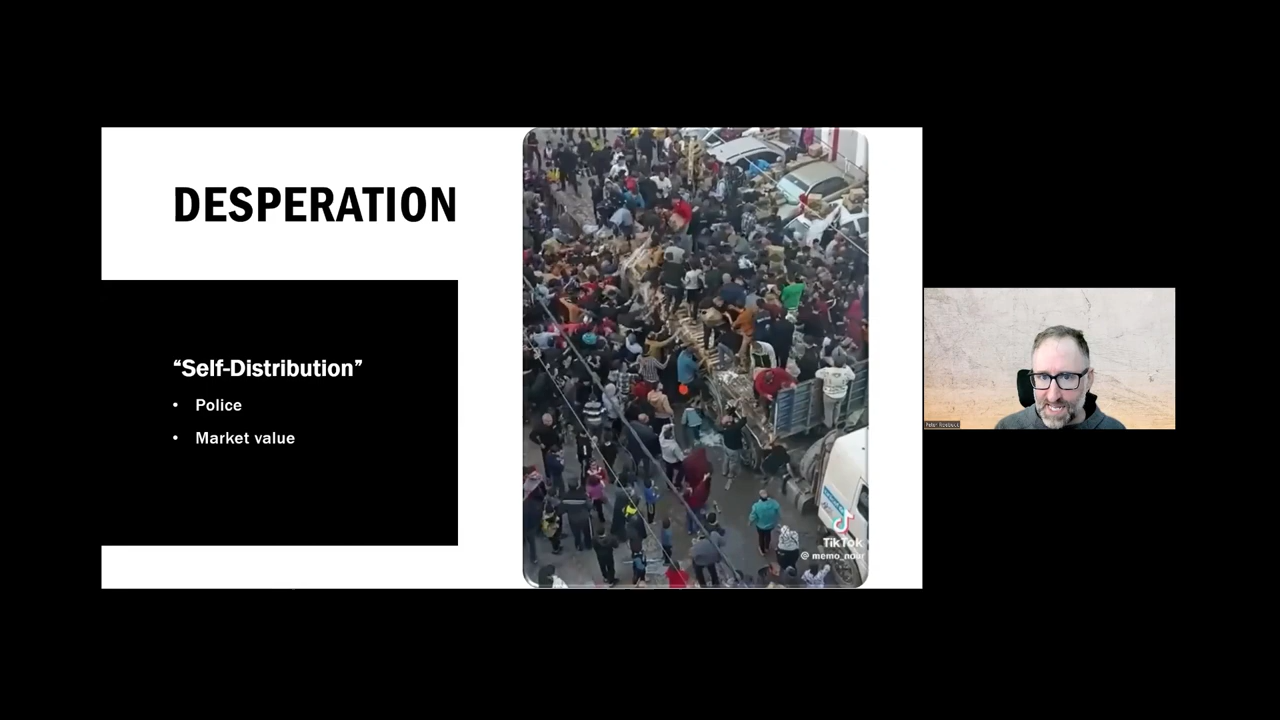 DESPERATION
“Self-Distribution”
• Police
• Market value
TikTok
@ memo_nour